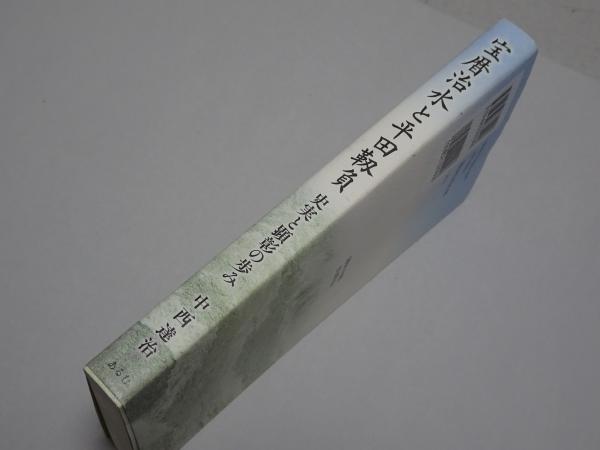 宝暦治水と平田靱負
史実と顕彰の歩み
中西達治
あるむ